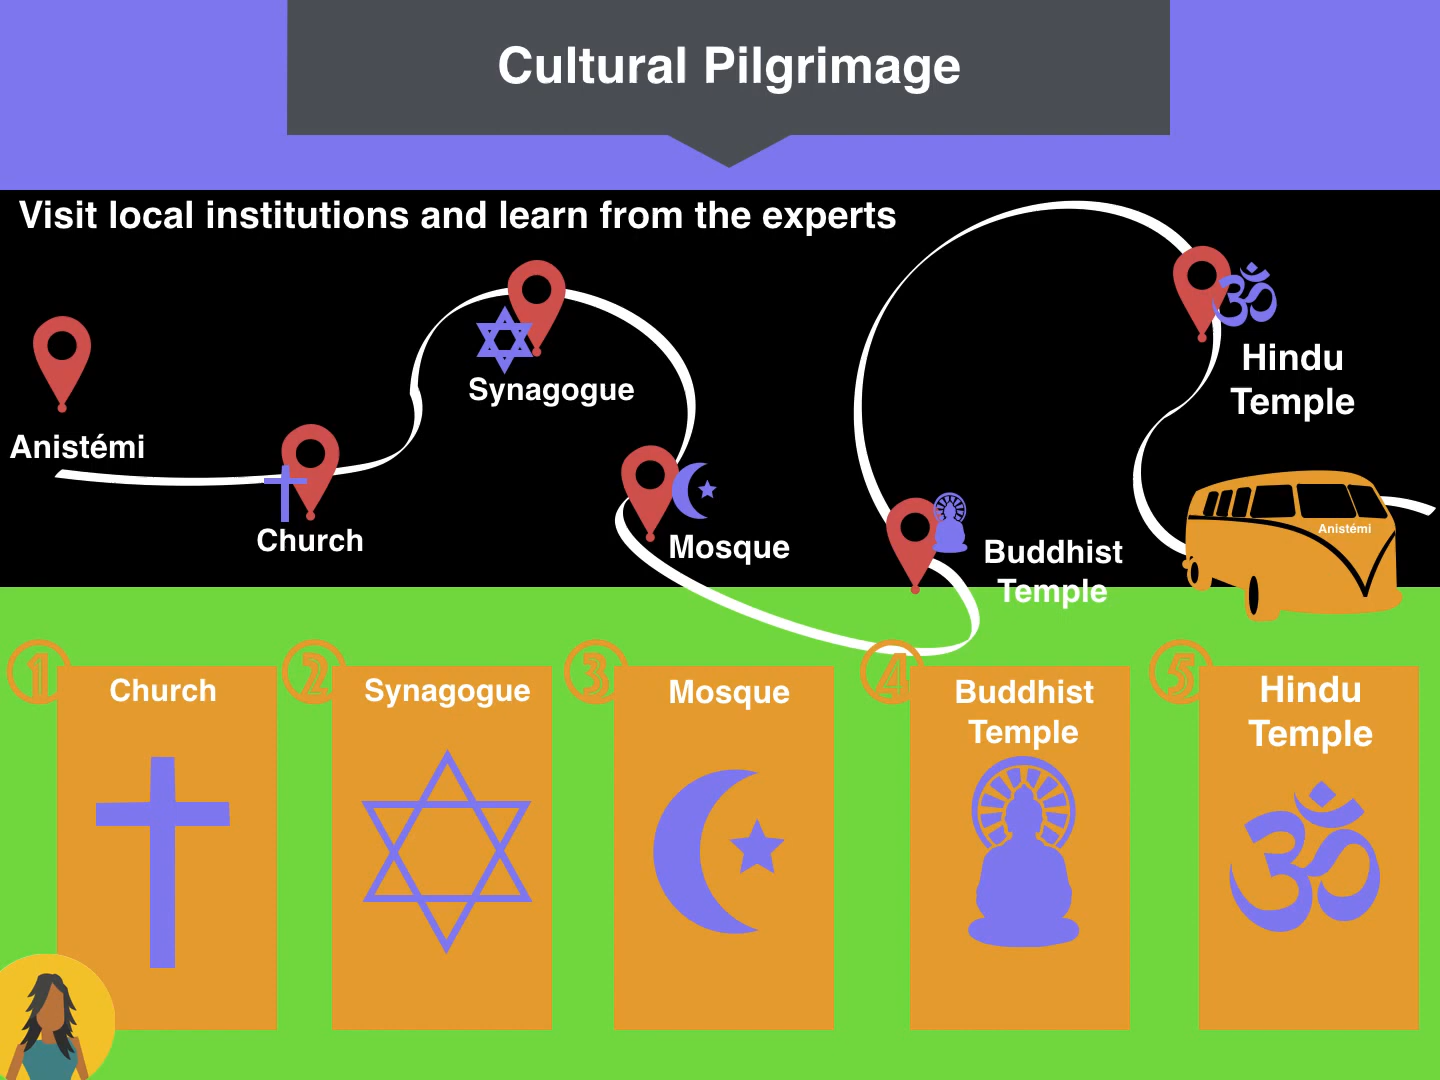 Cultural Pilgrimage
Visit local institutions and learn from the experts
Anistémi
Church
Synagogue
Mosque
Buddhist
Temple
Hindu
Temple
Anistémi
1
Church
2
Synagogue
3
Mosque
4
Buddhist
Temple
5
Hindu
Temple
ॐ
ॐ